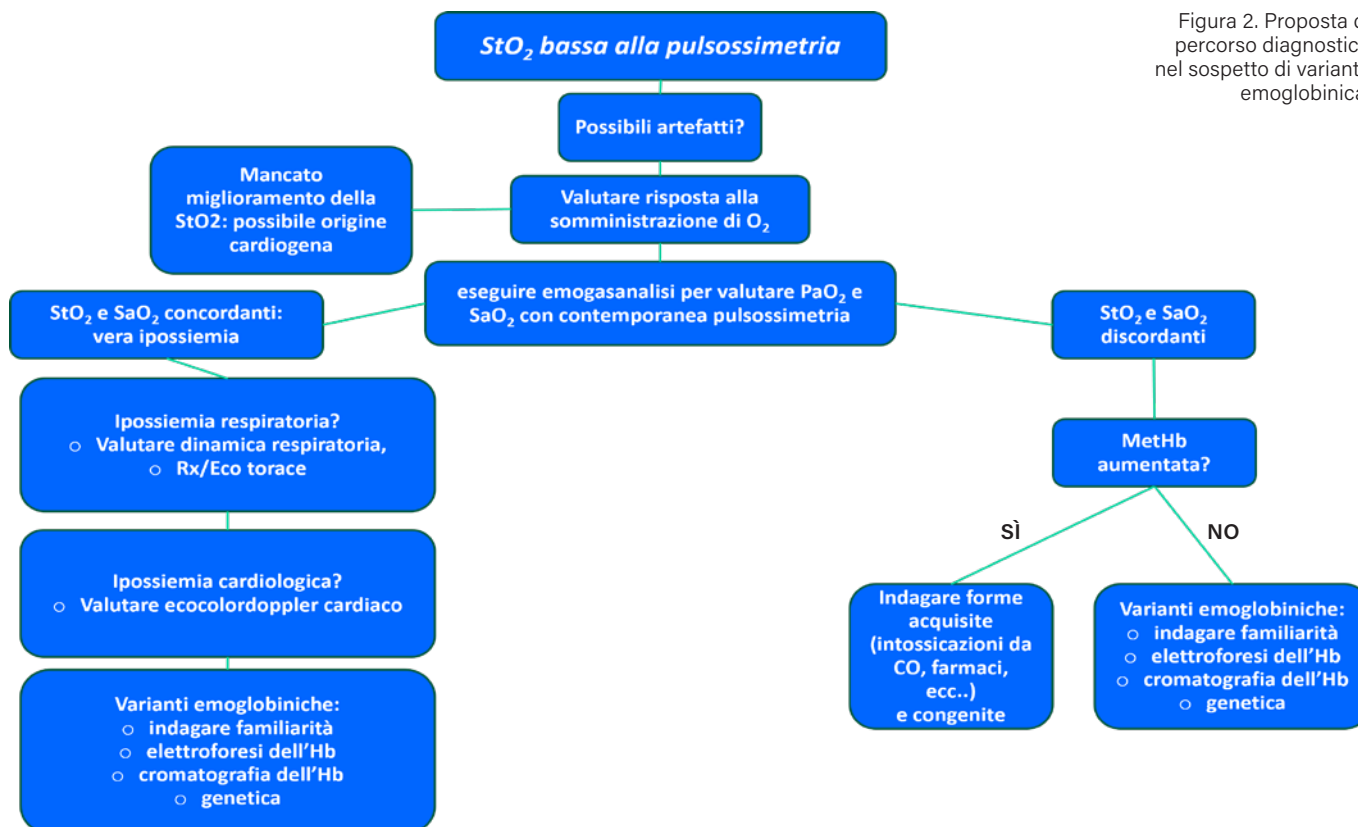 StO₂ bassa alla pulsossimetria
Figura 2. Proposta
percorso diagnostic
nel sospetto di variant
emoglobinica
Possibili artefatti?
Mancato
miglioramento della
StO2: possibile origine
cardiogena
Valutare risposta alla
somministrazione di O₂
eseguire emogasanalisi per valutare PaO₂ e
SaO₂ con contemporanea pulsossimetria
StO₂ e SaO₂ concordanti:
vera ipossiemia
StO₂ e SaO₂
discordanti
Ipossiemia respiratoria?
○ Valutare dinamica respiratoria,
○ Rx/Eco torace
MetHb
aumentata?
SÌ
NO
Ipossiemia cardiologica?
○ Valutare ecocolordoppler cardiaco
Indagare forme
acquisite
(intossicazioni da
CO, farmaci,
ecc..)
e congenite
Varianti emoglobiniche:
○ indagare familiarità
○ elettroforesi dell'Hb
○ cromatografia dell'Hb
○ genetica
Varianti emoglobiniche:
○ indagare familiarità
○ elettroforesi dell'Hb
○ cromatografia dell'Hb
○ genetica